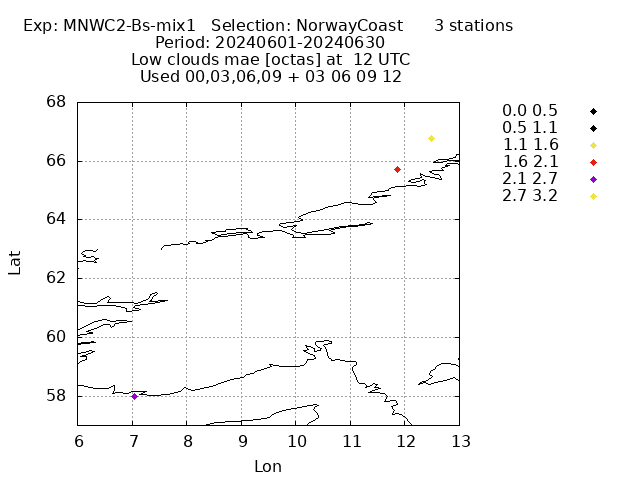 Exp: MNWC2-Bs-mix1 Selection: NorwayCoast 3 stations
Period: 20240601-20240630
Low clouds mae [octas] at 12 UTC
Used 00,03,06,09 + 03 06 09 12
68
66
64
62
60
58
Lat
6 7 8 9 10 11 12 13
Lon
0.0 0.5
0.5 1.1
1.1 1.6
1.6 2.1
2.1 2.7
2.7 3.2